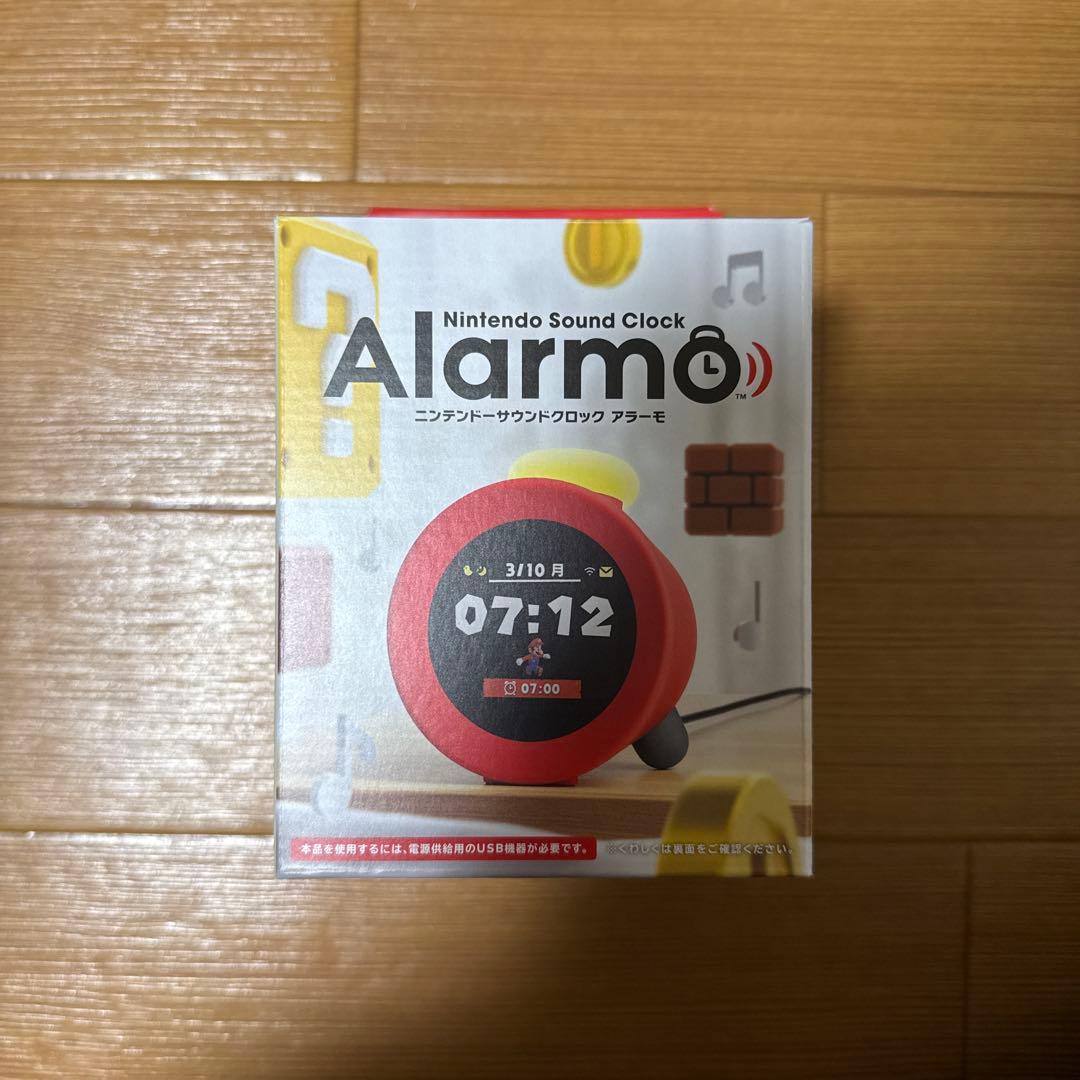 Nintendo Sound Clock
Alarmo
TM
ニンテンドーサウンドクロック アラーモ
3/10 月
07:12
07:00
本品を使用するには、電源供給用のUSB機器が必要です。 ※くわしくは裏面をご確認ください。